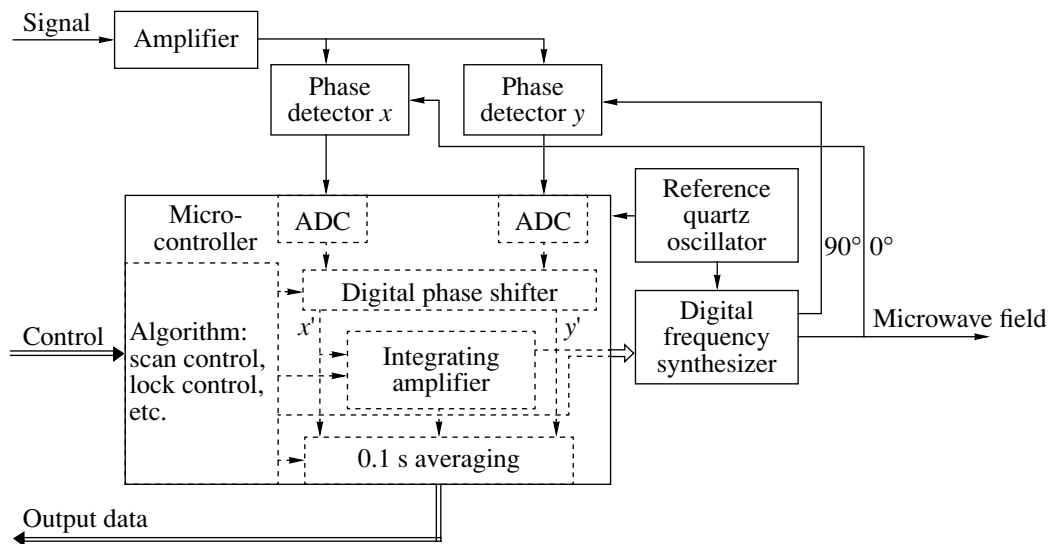 Signal
Amplifier
Phase
detector x
Phase
detector y
Micro-
controller
ADC
ADC
Reference
quartz
oscillator
90° 0°
Digital phase shifter
x'
y'
Digital
frequency
synthesizer
Microwave field
Control
Algorithm:
scan control,
lock control,
etc.
Integrating
amplifier
0.1 s averaging
Output data